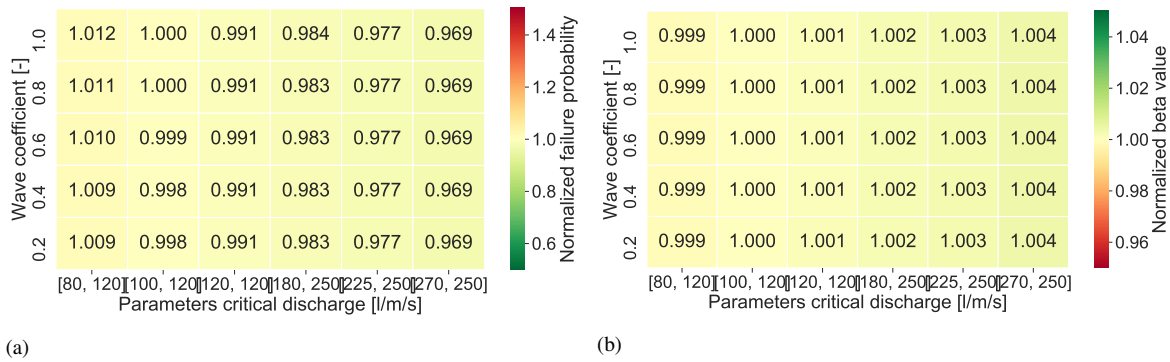 1.012 1.000 0.991 0.984 0.977 0.969
1.011 1.000 0.991 0.983 0.977 0.969
1.010 0.999 0.991 0.983 0.977 0.969
1.009 0.998 0.991 0.983 0.977 0.969
1.009 0.998 0.991 0.983 0.977 0.969
1.0
0.8
0.6
0.4
0.2
Wave coefficient [-]
[80, 120] [100, 120] [120, 120] [180, 250] [225, 250] [270, 250]
Parameters critical discharge [l/m/s]
1.4
1.2
1.0
0.8
0.6
Normalized failure probability
(a)
0.999 1.000 1.001 1.002 1.003 1.004
0.999 1.000 1.001 1.002 1.003 1.004
0.999 1.000 1.001 1.002 1.003 1.004
0.999 1.000 1.001 1.002 1.003 1.004
0.999 1.000 1.001 1.002 1.003 1.004
1.0
0.8
0.6
0.4
0.2
Wave coefficient [-]
[80, 120] [100, 120] [120, 120] [180, 250] [225, 250] [270, 250]
Parameters critical discharge [l/m/s]
1.04
1.02
1.00
0.98
0.96
Normalized beta value
(b)